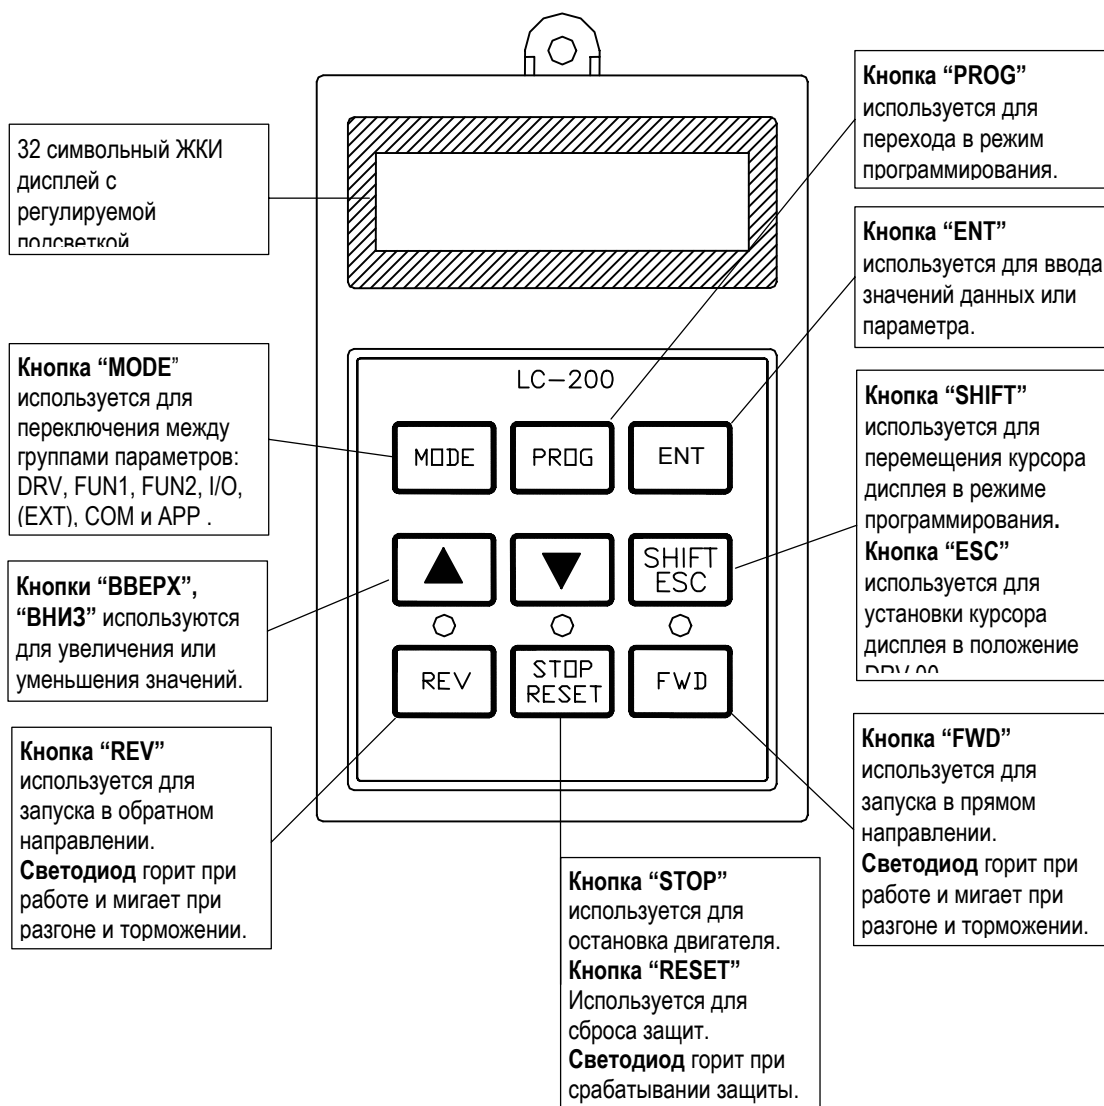 32 символьный ЖКИ
дисплей с
регулируемой
подсветкой
Кнопка “MODE”
используется для
переключения между
группами параметров:
DRV, FUN1, FUN2, I/O,
(EXT), COM и APP .
Кнопки “ВВЕРХ”,
“ВНИЗ” используются
для увеличения или
уменьшения значений.
Кнопка “REV”
используется для
запуска в обратном
направлении.
Светодиод горит при
работе и мигает при
разгоне и торможении.
LC-200
MODE
PROG
ENT
SHIFT
ESC
REV
STOP
RESET
FWD
Кнопка “PROG”
используется для
перехода в режим
программирования.
Кнопка “ENT”
используется для ввода
значений данных или
параметра.
Кнопка “SHIFT”
используется для
перемещения курсора
дисплея в режиме
программирования.
Кнопка “ESC”
используется для
установки курсора
дисплея в положение
DRV 00
Кнопка “FWD”
используется для
запуска в прямом
направлении.
Светодиод горит при
работе и мигает при
разгоне и торможении.
Кнопка “STOP”
используется для
остановка двигателя.
Кнопка “RESET”
Используется для
сброса защит.
Светодиод горит при
срабатывании защиты.